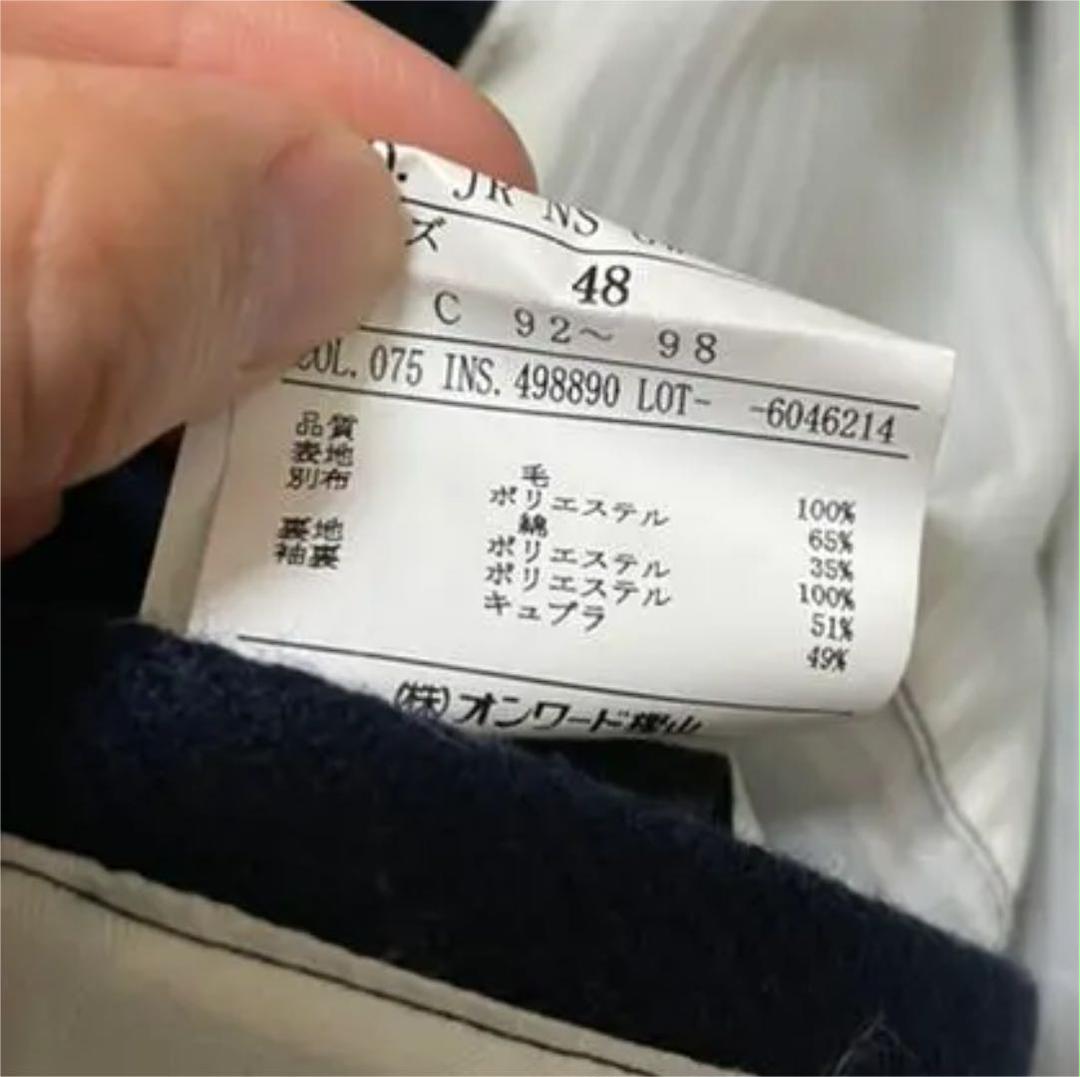 JR NS
ズ
48
C 92～ 98
COL. 075 INS. 498890 LOT- -6046214
品質
表地 毛 100%
別布 ポリエステル 65%
綿 35%
裏地 ポリエステル 100%
袖裏 ポリエステル 51%
キュプラ 49%
(株)オンワード樫山